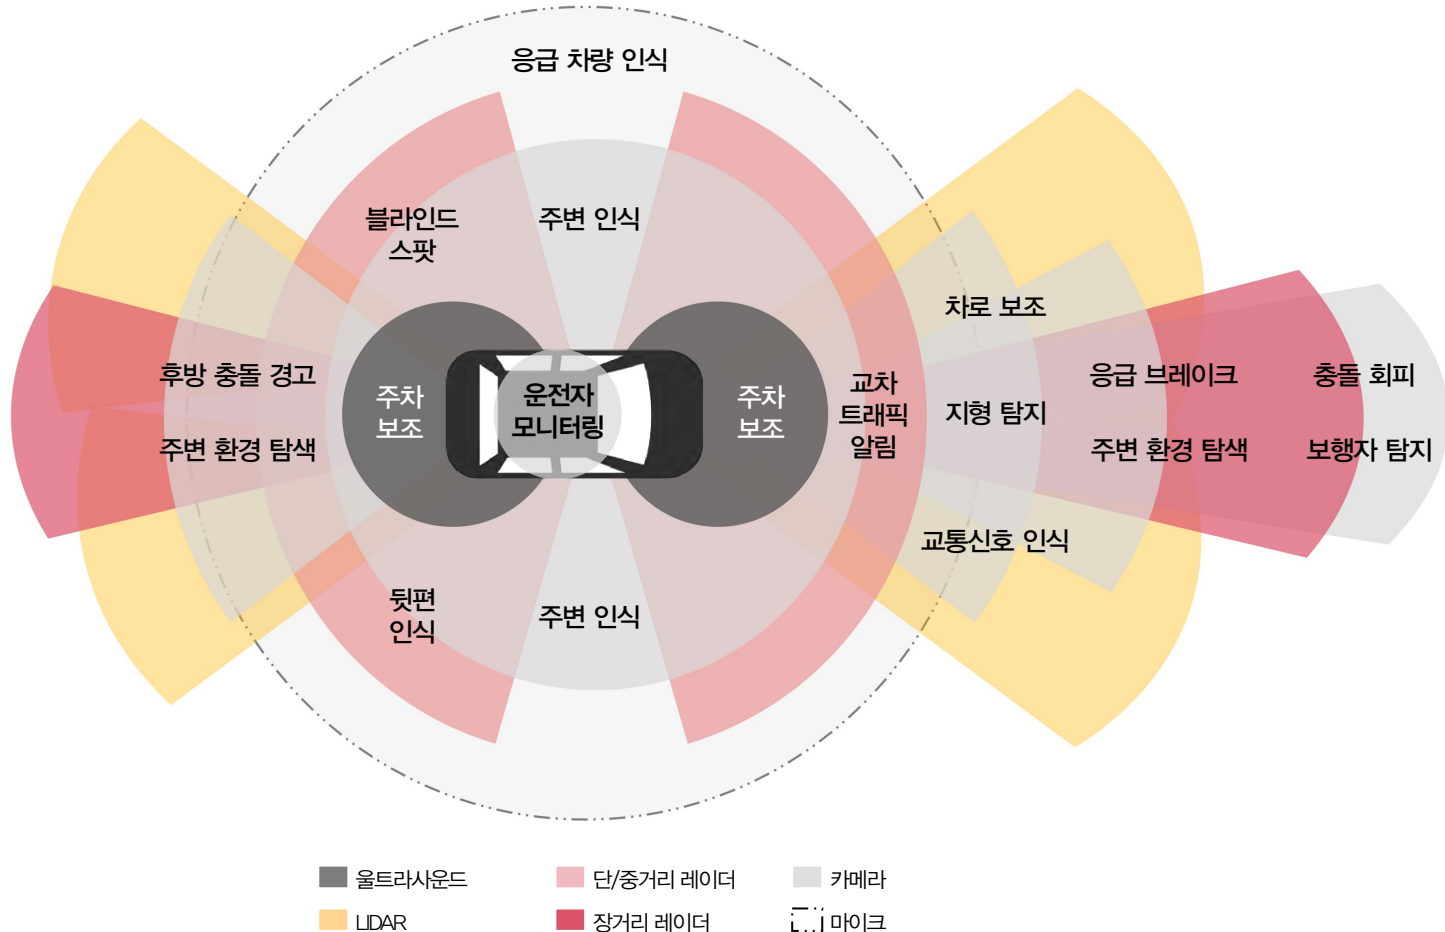 응급 차량 인식
블라인드
스팟
주변 인식
차로 보조
후방 충돌 경고
주변 환경 탐색
주차
보조
운전자
모니터링
주차
보조
교차
트래픽
알림
지형 탐지
응급 브레이크
주변 환경 탐색
충돌 회피
보행자 탐지
교통신호 인식
뒷편
인식
주변 인식
울트라사운드
단/중거리 레이더
카메라
LIDAR
장거리 레이더
마이크